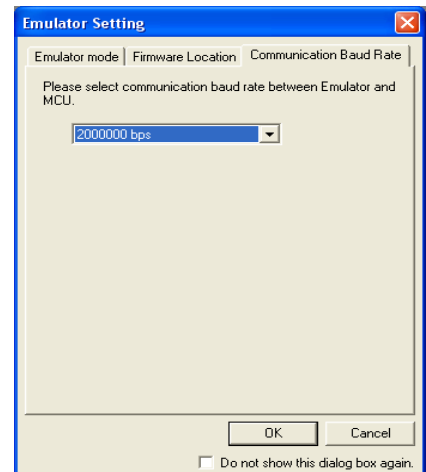 Emulator Setting
Emulator mode Firmware Location Communication Baud Rate
Please select communication baud rate between Emulator and
MCU.
2000000 bps
OK Cancel
Do not show this dialog box again.